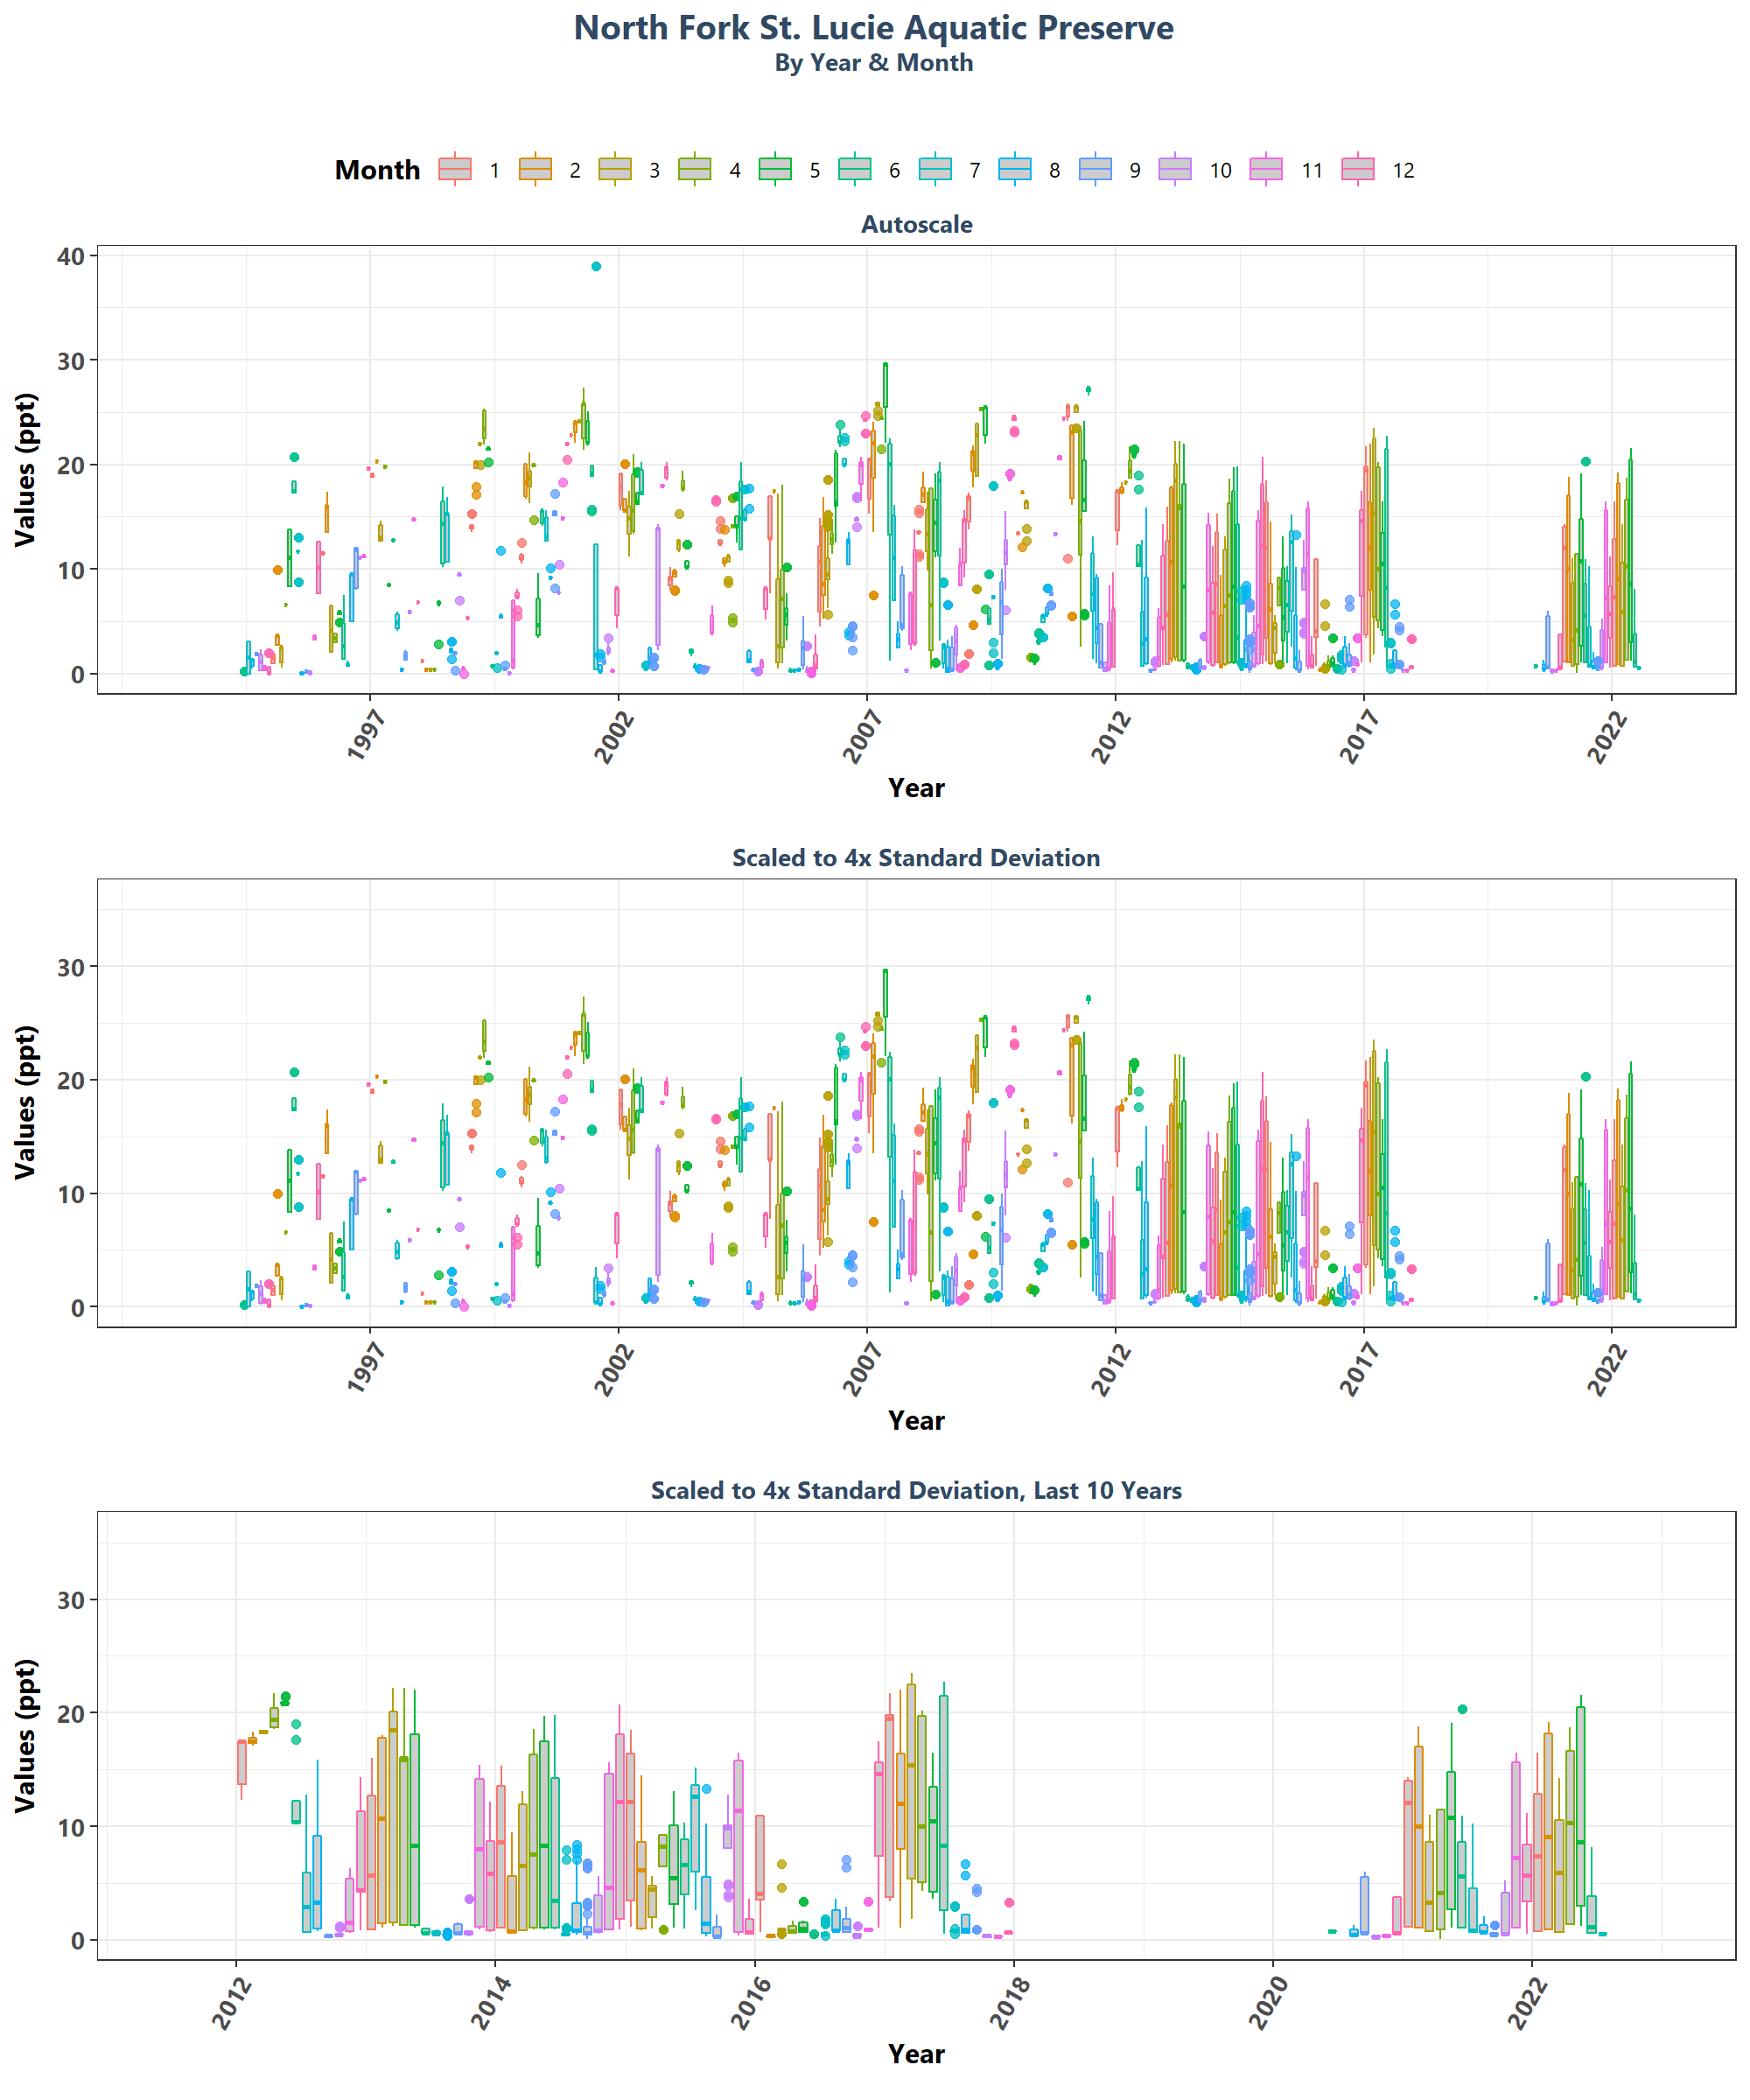 North Fork St. Lucie Aquatic Preserve
By Year & Month
Month 1 2 3 4 5 6 7 8 9 10 11 12
Autoscale
40
30
20
10
0
Values (ppt)
1997 2002 2007 2012 2017 2022
Year
Scaled to 4x Standard Deviation
30
20
10
0
Values (ppt)
1997 2002 2007 2012 2017 2022
Year
Scaled to 4x Standard Deviation, Last 10 Years
30
20
10
0
Values (ppt)
2012 2014 2016 2018 2020 2022
Year